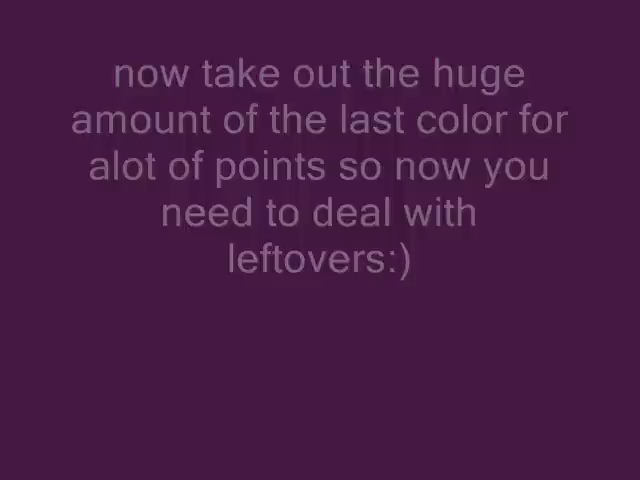 now take out the huge
amount of the last color for
alot of points so now you
need to deal with
leftovers:)